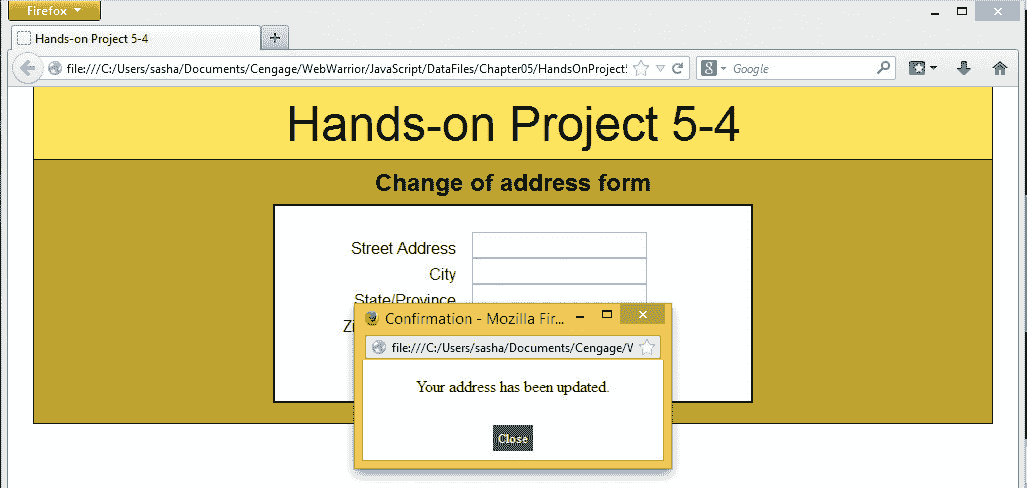 Firefox
Hands-on Project 5-4
file:///C:/Users/sasha/Documents/Cengage/WebWarrior/JavaScript/DataFiles/Chapter05/HandsOnProject5
Google
Hands-on Project 5-4
Change of address form
Street Address
City
State/Province
Confirmation - Mozilla Fir...
file:///C:/Users/sasha/Documents/Cengage/W
Your address has been updated.
Close